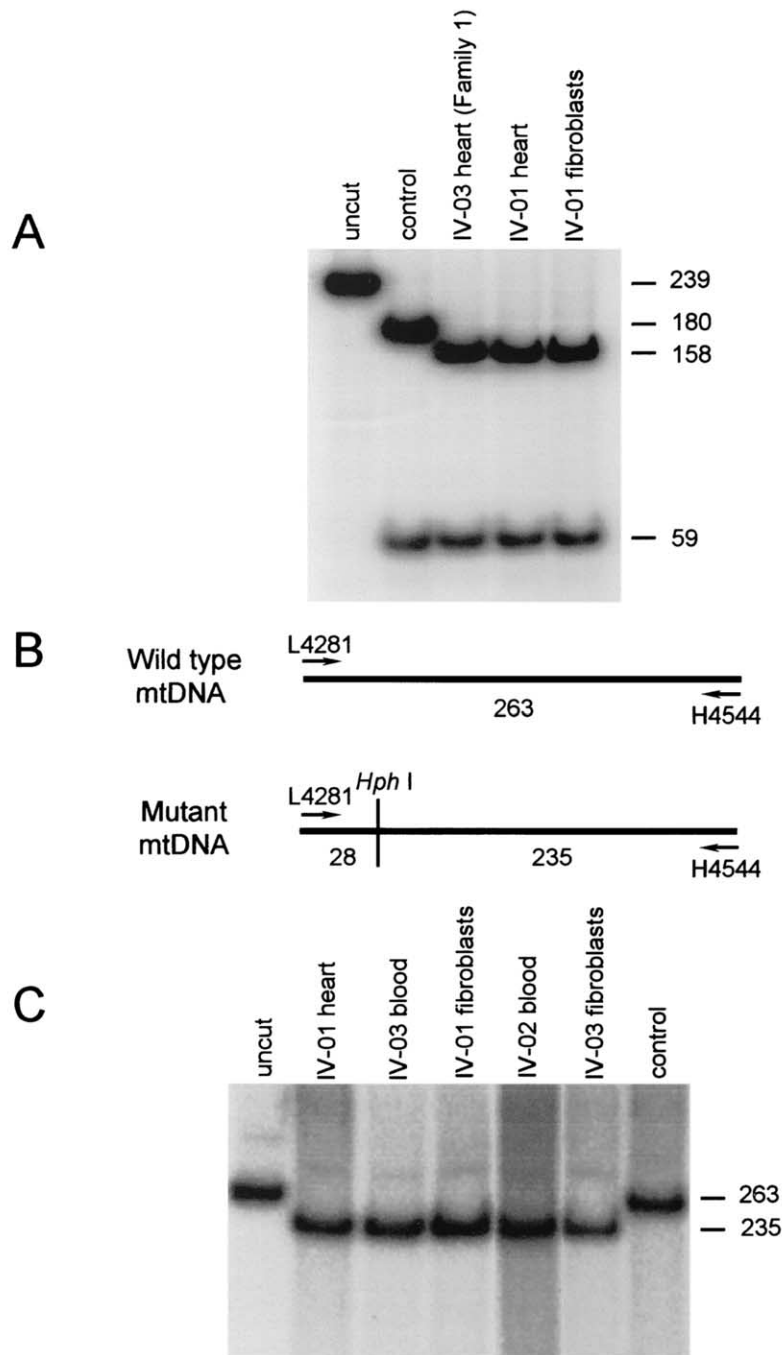 A
uncut
control
IV-03 heart (Family 1)
IV-01 heart
IV-01 fibroblasts
239
180
158
59
B
Wild type
mtDNA
L4281
263
H4544
Mutant
mtDNA
L4281
Hph I
28
235
H4544
C
uncut
IV-01 heart
IV-03 blood
IV-01 fibroblasts
IV-02 blood
IV-03 fibroblasts
control
263
235